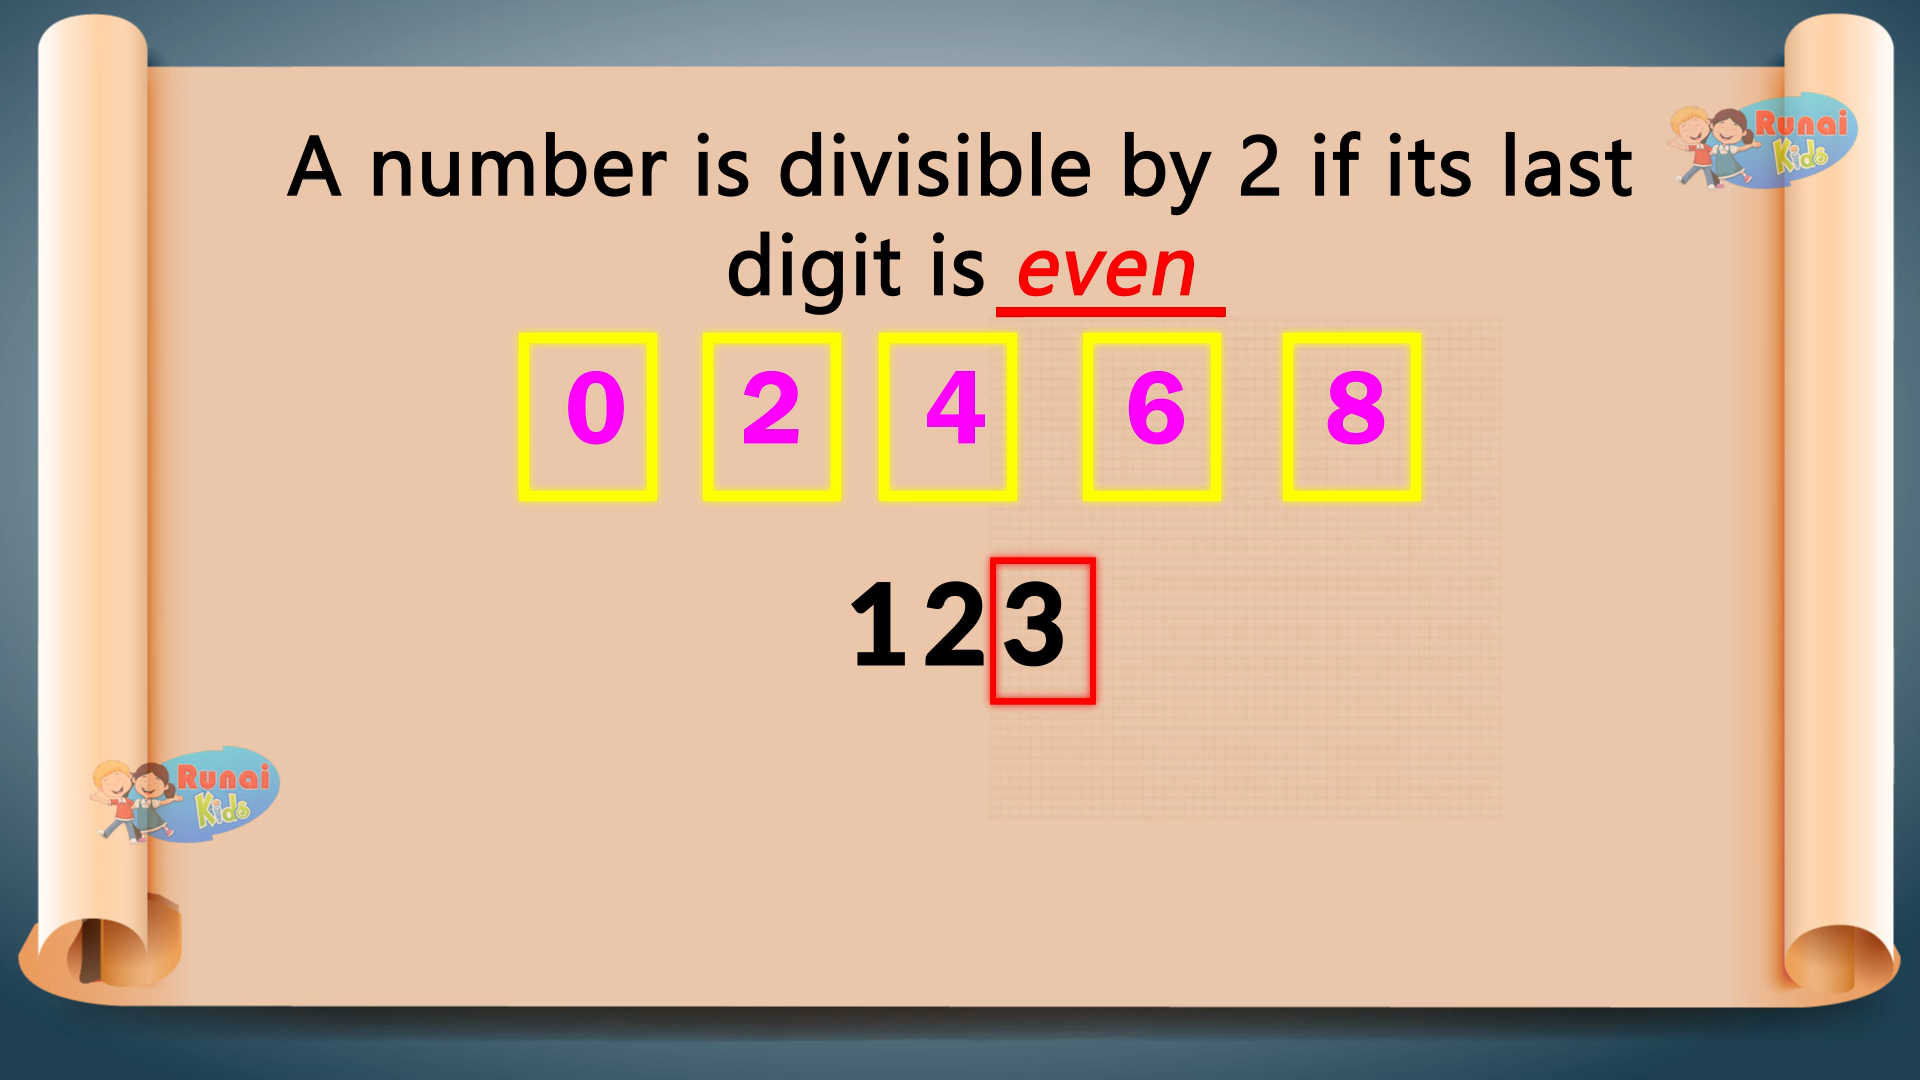 A number is divisible by 2 if its last
digit is even
0 2 4 6 8
123
Runai
Kids
Runai
Kids